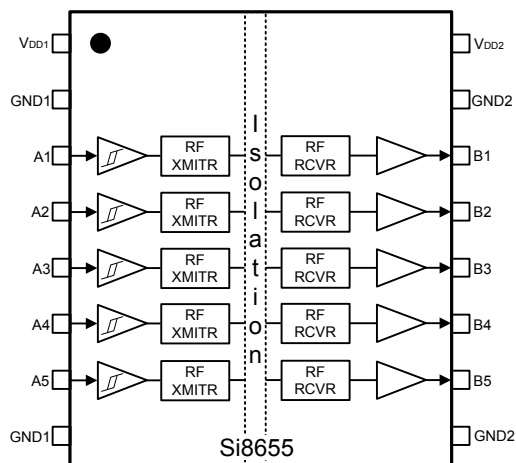 VDD1
VDD2
GND1
GND2
A1
RF
XMITR
RF
RCVR
B1
A2
RF
XMITR
RF
RCVR
B2
A3
RF
XMITR
RF
RCVR
B3
A4
RF
XMITR
RF
RCVR
B4
A5
RF
XMITR
RF
RCVR
B5
Isolation
GND1
GND2
Si8655